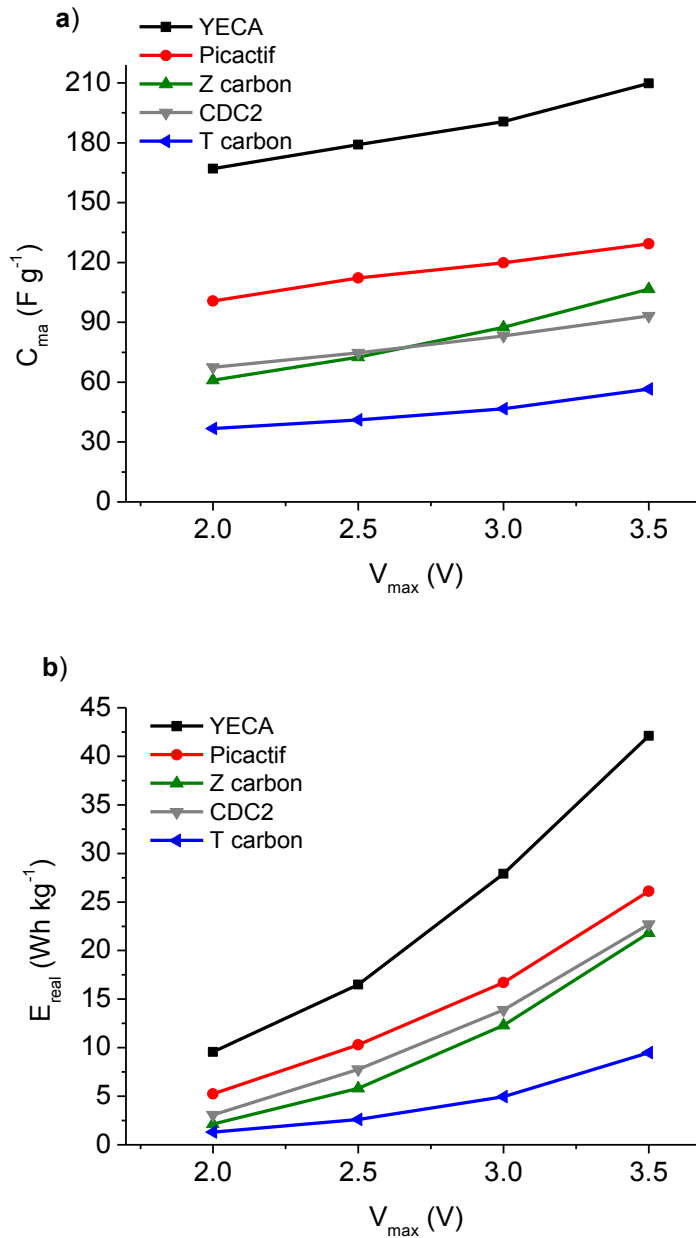 a)
YECA
Picactif
Z carbon
CDC2
T carbon
210
180
150
120
90
60
30
0
C_ma (F g^-1)
2.0 2.5 3.0 3.5
V_max (V)
b)
YECA
Picactif
Z carbon
CDC2
T carbon
45
40
35
30
25
20
15
10
5
0
E_real (Wh kg^-1)
2.0 2.5 3.0 3.5
V_max (V)